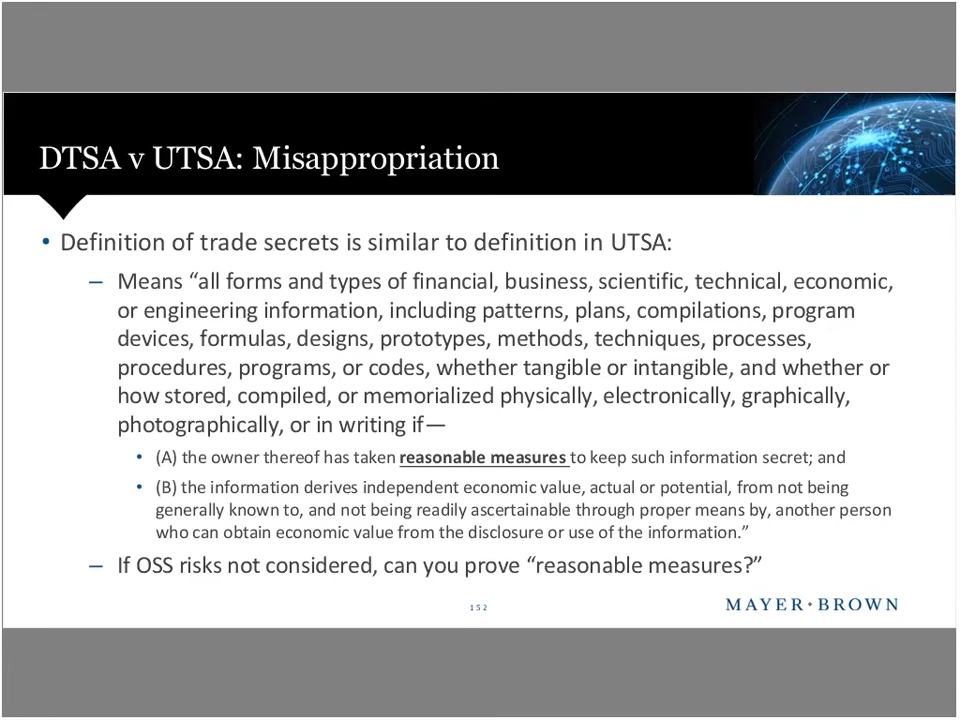 DTSA v UTSA: Misappropriation
• Definition of trade secrets is similar to definition in UTSA:
– Means “all forms and types of financial, business, scientific, technical, economic,
or engineering information, including patterns, plans, compilations, program
devices, formulas, designs, prototypes, methods, techniques, processes,
procedures, programs, or codes, whether tangible or intangible, and whether or
how stored, compiled, or memorialized physically, electronically, graphically,
photographically, or in writing if—
• (A) the owner thereof has taken reasonable measures to keep such information secret; and
• (B) the information derives independent economic value, actual or potential, from not being
generally known to, and not being readily ascertainable through proper means by, another person
who can obtain economic value from the disclosure or use of the information.”
– If OSS risks not considered, can you prove “reasonable measures?”
152
MAYER•BROWN